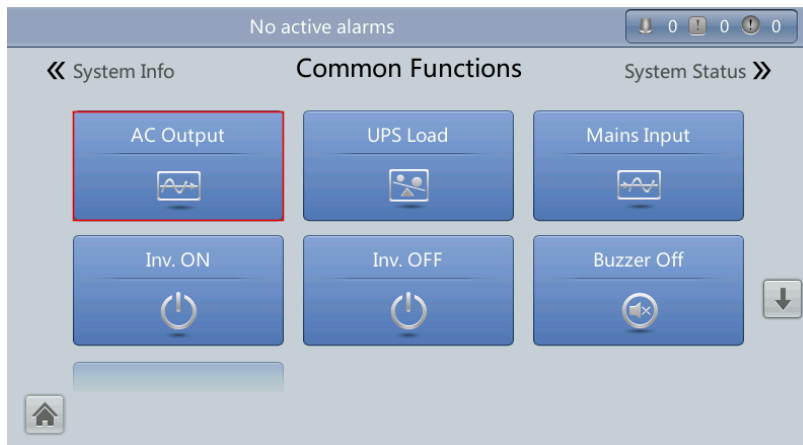 No active alarms
0 0 0
« System Info Common Functions System Status »
AC Output UPS Load Mains Input
Inv. ON Inv. OFF Buzzer Off